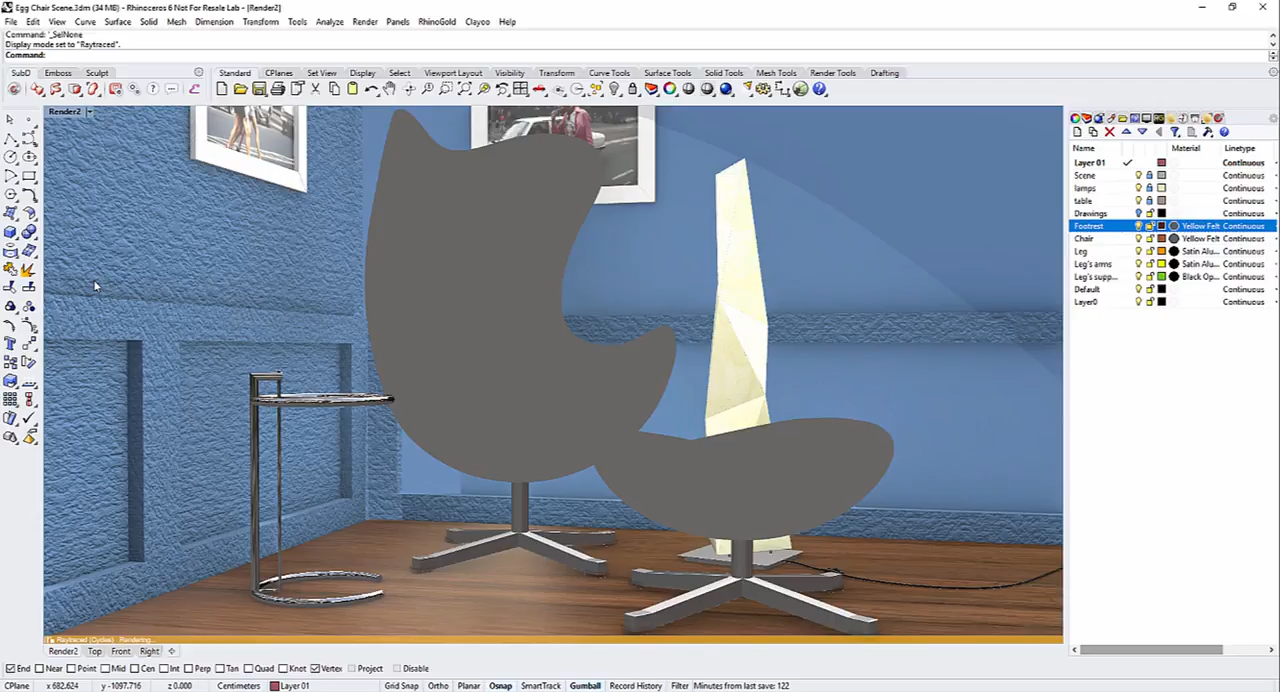 Egg Chair Scene.3dm (34 MB) - Rhinoceros 6 Not For Resale Lab - [Render2]
File Edit View Curve Surface Solid Mesh Dimension Transform Tools Analyze Render Panels RhinoGold Clayoo Help
Command: '_SelNone
Display mode set to "Raytraced".
Command:
SubD Emboss Sculpt Standard CPlanes Set View Display Select Viewport Layout Visibility Transform Curve Tools Surface Tools Solid Tools Mesh Tools Render Tools Drafting
Render2
Name Material Linetype
Layer 01 Continuous
Scene Continuous
lamps Continuous
table Continuous
Drawings Continuous
Footrest Yellow Felt Continuous
Chair Yellow Felt Continuous
Leg Satin Alu... Continuous
Leg's arms Satin Alu... Continuous
Leg's supp... Black Op... Continuous
Default Continuous
Layer0 Continuous
Raytraced (Cycles) Rendering...
Render2 Top Front Right
End Near Point Mid Cen Int Perp Tan Quad Knot Vertex Project Disable
CPlane x 682.624 y -1097.716 z 0.000 Centimeters Layer 01 Grid Snap Ortho Planar Osnap SmartTrack Gumball Record History Filter Minutes from last save: 122